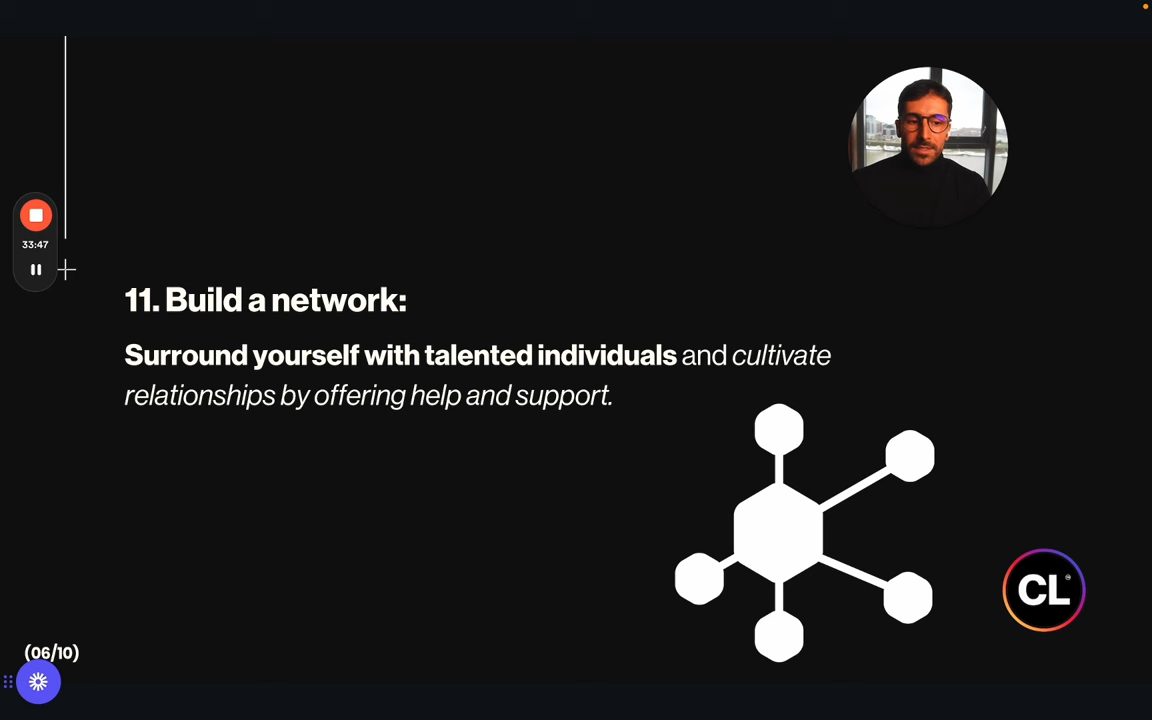 33:47
11. Build a network:
Surround yourself with talented individuals and cultivate
relationships by offering help and support.
CL
(06/10)